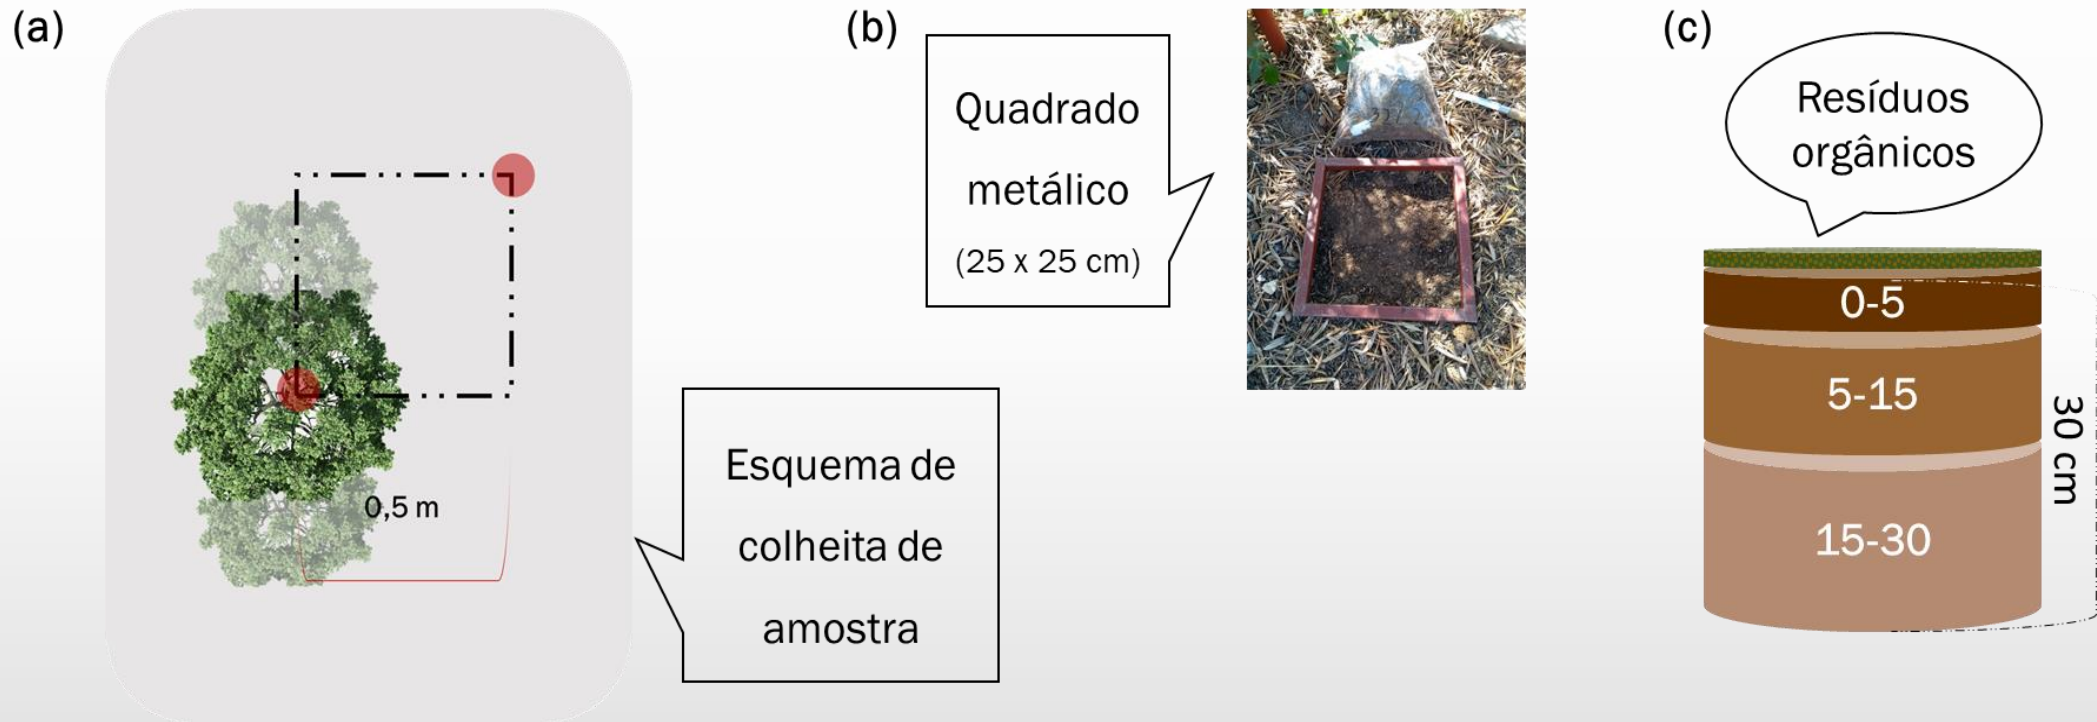 (a)
0,5 m
Esquema de
colheita de
amostra
(b)
Quadrado
metálico
(25 x 25 cm)
(c)
Resíduos
orgânicos
0-5
5-15
15-30
30 cm